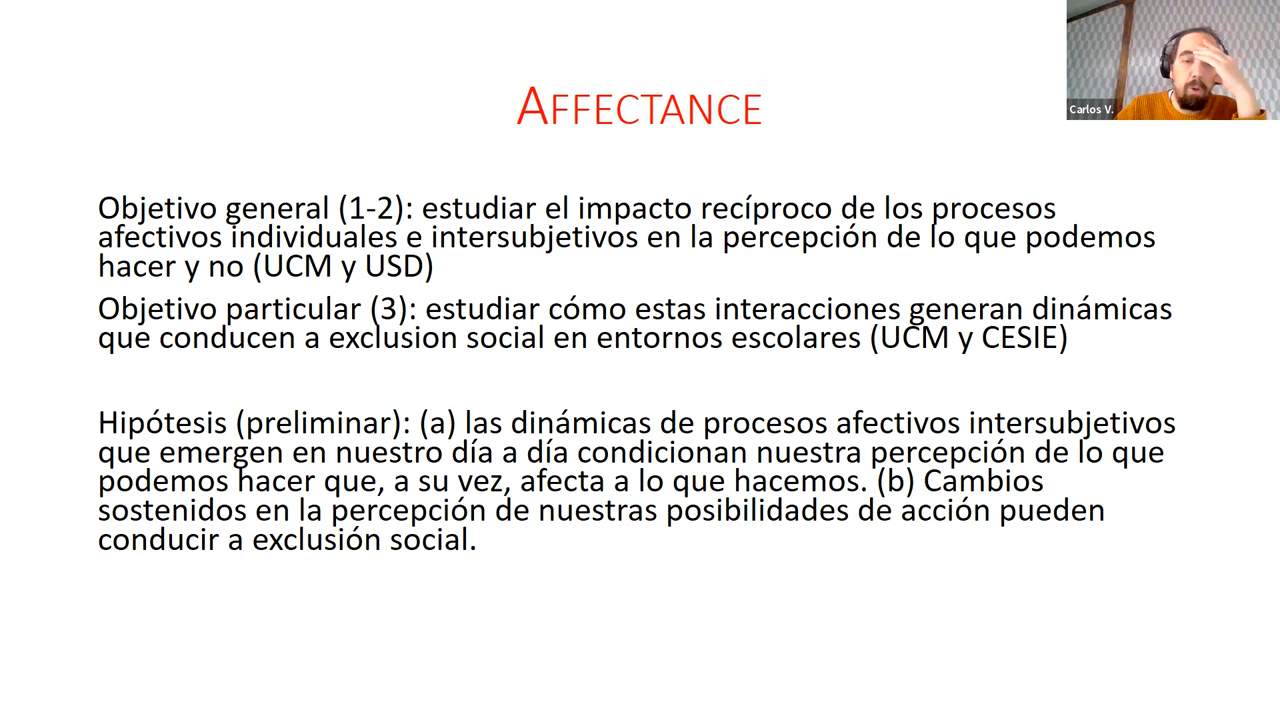 AFFECTANCE
Carlos V.
Objetivo general (1-2): estudiar el impacto recíproco de los procesos
afectivos individuales e intersubjetivos en la percepción de lo que podemos
hacer y no (UCM y USD)
Objetivo particular (3): estudiar cómo estas interacciones generan dinámicas
que conducen a exclusion social en entornos escolares (UCM y CESIE)
Hipótesis (preliminar): (a) las dinámicas de procesos afectivos intersubjetivos
que emergen en nuestro día a día condicionan nuestra percepción de lo que
podemos hacer que, a su vez, afecta a lo que hacemos. (b) Cambios
sostenidos en la percepción de nuestras posibilidades de acción pueden
conducir a exclusión social.